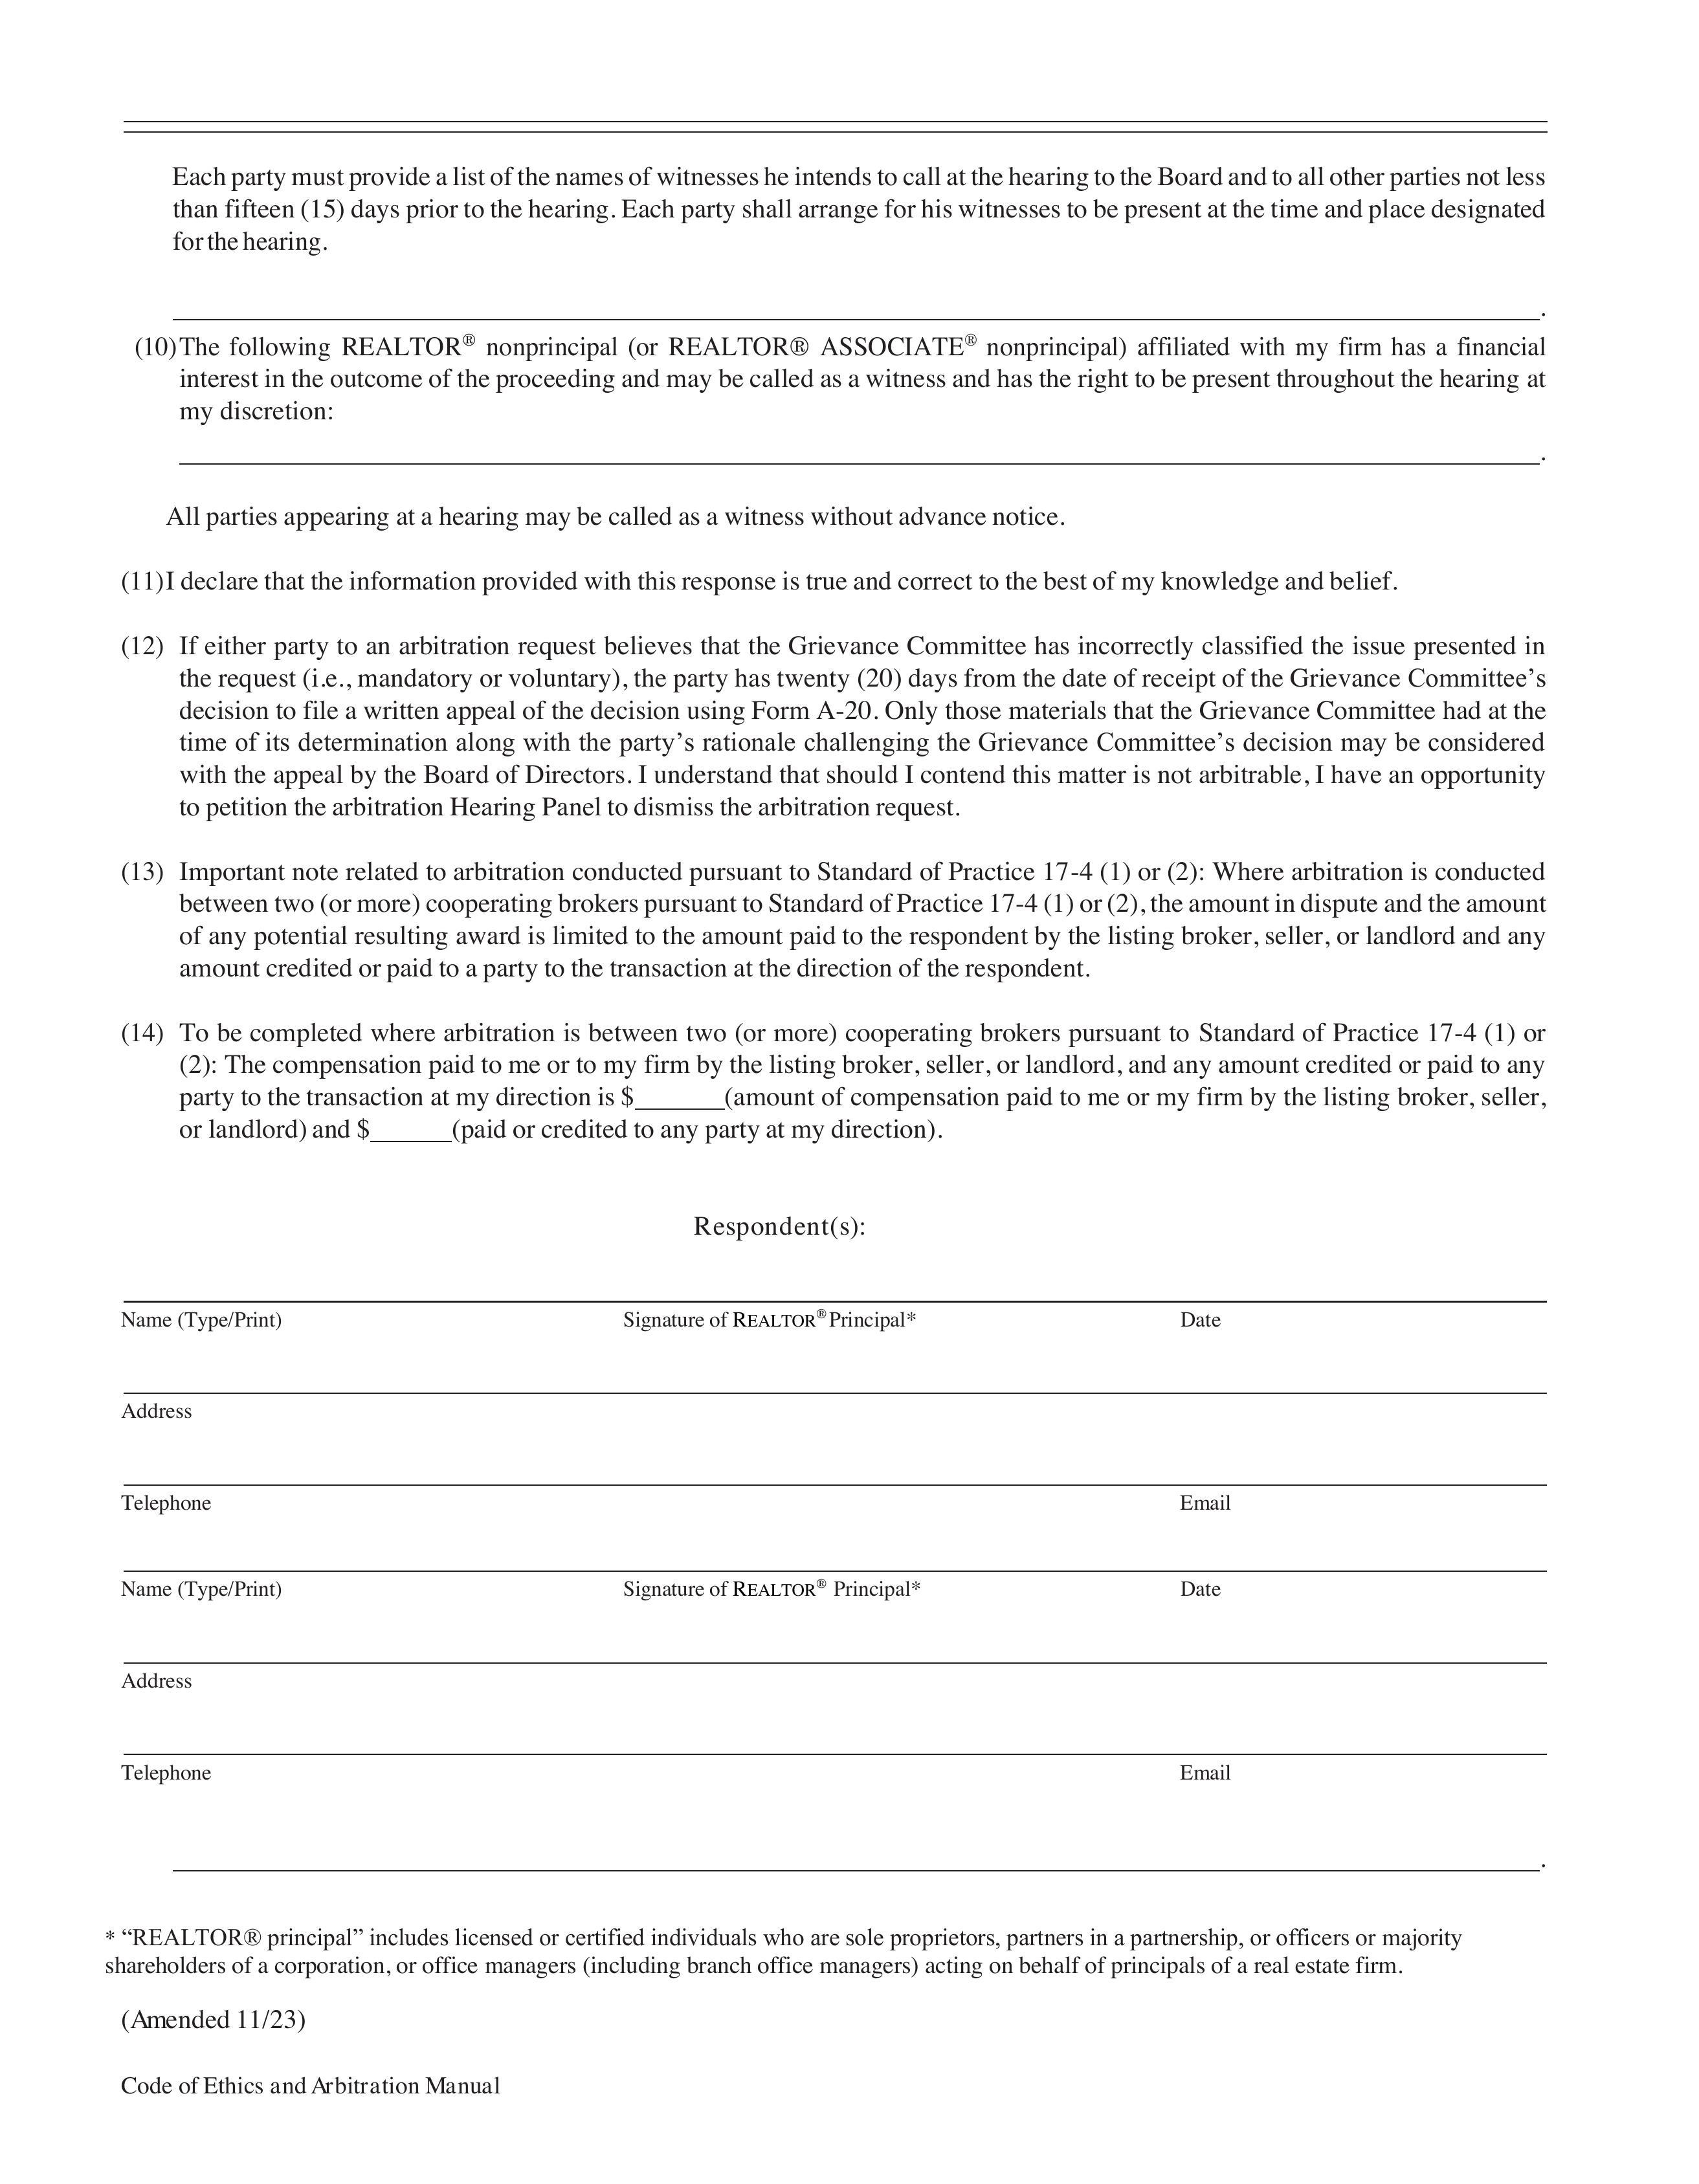 Each party must provide a list of the names of witnesses he intends to call at the hearing to the Board and to all other parties not less
than fifteen (15) days prior to the hearing. Each party shall arrange for his witnesses to be present at the time and place designated
for the hearing.
.
(10) The following REALTOR® nonprincipal (or REALTOR® ASSOCIATE® nonprincipal) affiliated with my firm has a financial
interest in the outcome of the proceeding and may be called as a witness and has the right to be present throughout the hearing at
my discretion:
.
All parties appearing at a hearing may be called as a witness without advance notice.
(11) I declare that the information provided with this response is true and correct to the best of my knowledge and belief.
(12) If either party to an arbitration request believes that the Grievance Committee has incorrectly classified the issue presented in
the request (i.e., mandatory or voluntary), the party has twenty (20) days from the date of receipt of the Grievance Committee’s
decision to file a written appeal of the decision using Form A-20. Only those materials that the Grievance Committee had at the
time of its determination along with the party’s rationale challenging the Grievance Committee’s decision may be considered
with the appeal by the Board of Directors. I understand that should I contend this matter is not arbitrable, I have an opportunity
to petition the arbitration Hearing Panel to dismiss the arbitration request.
(13) Important note related to arbitration conducted pursuant to Standard of Practice 17-4 (1) or (2): Where arbitration is conducted
between two (or more) cooperating brokers pursuant to Standard of Practice 17-4 (1) or (2), the amount in dispute and the amount
of any potential resulting award is limited to the amount paid to the respondent by the listing broker, seller, or landlord and any
amount credited or paid to a party to the transaction at the direction of the respondent.
(14) To be completed where arbitration is between two (or more) cooperating brokers pursuant to Standard of Practice 17-4 (1) or
(2): The compensation paid to me or to my firm by the listing broker, seller, or landlord, and any amount credited or paid to any
party to the transaction at my direction is $______(amount of compensation paid to me or my firm by the listing broker, seller,
or landlord) and $______(paid or credited to any party at my direction).
Respondent(s):
Name (Type/Print) Signature of REALTOR® Principal* Date
Address
Telephone Email
Name (Type/Print) Signature of REALTOR® Principal* Date
Address
Telephone Email
.
* “REALTOR® principal” includes licensed or certified individuals who are sole proprietors, partners in a partnership, or officers or majority
shareholders of a corporation, or office managers (including branch office managers) acting on behalf of principals of a real estate firm.
(Amended 11/23)
Code of Ethics and Arbitration Manual